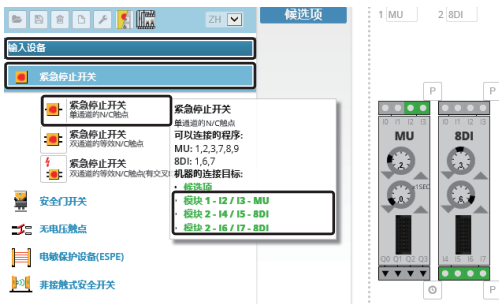 ZH
候选项
1 MU
2 8DI
输入设备
紧急停止开关
紧急停止开关
单通道的N/C触点
紧急停止开关
双通道的等效N/C触点
紧急停止开关
双通道的等效N/C触点(有交叉
安全门开关
无电压触点
电敏保护设备(ESPE)
非接触式安全开关
紧急停止开关
单通道的N/C触点
可以连接的程序:
MU: 1,2,3,7,8,9
8DI: 1,6,7
机器的连接目标:
· 候选项
· 模块 1 - I2 / I3 - MU
· 模块 2 - I4 / I5 - 8DI
· 模块 2 - I6 / I7 - 8DI
P
P
I0 I1 I2 I3
I0 I1 I2 I3
MU
8DI
2
3
1SEC
0
6
Q0 Q1 Q2 Q3
I4 I5 I6 I7
P